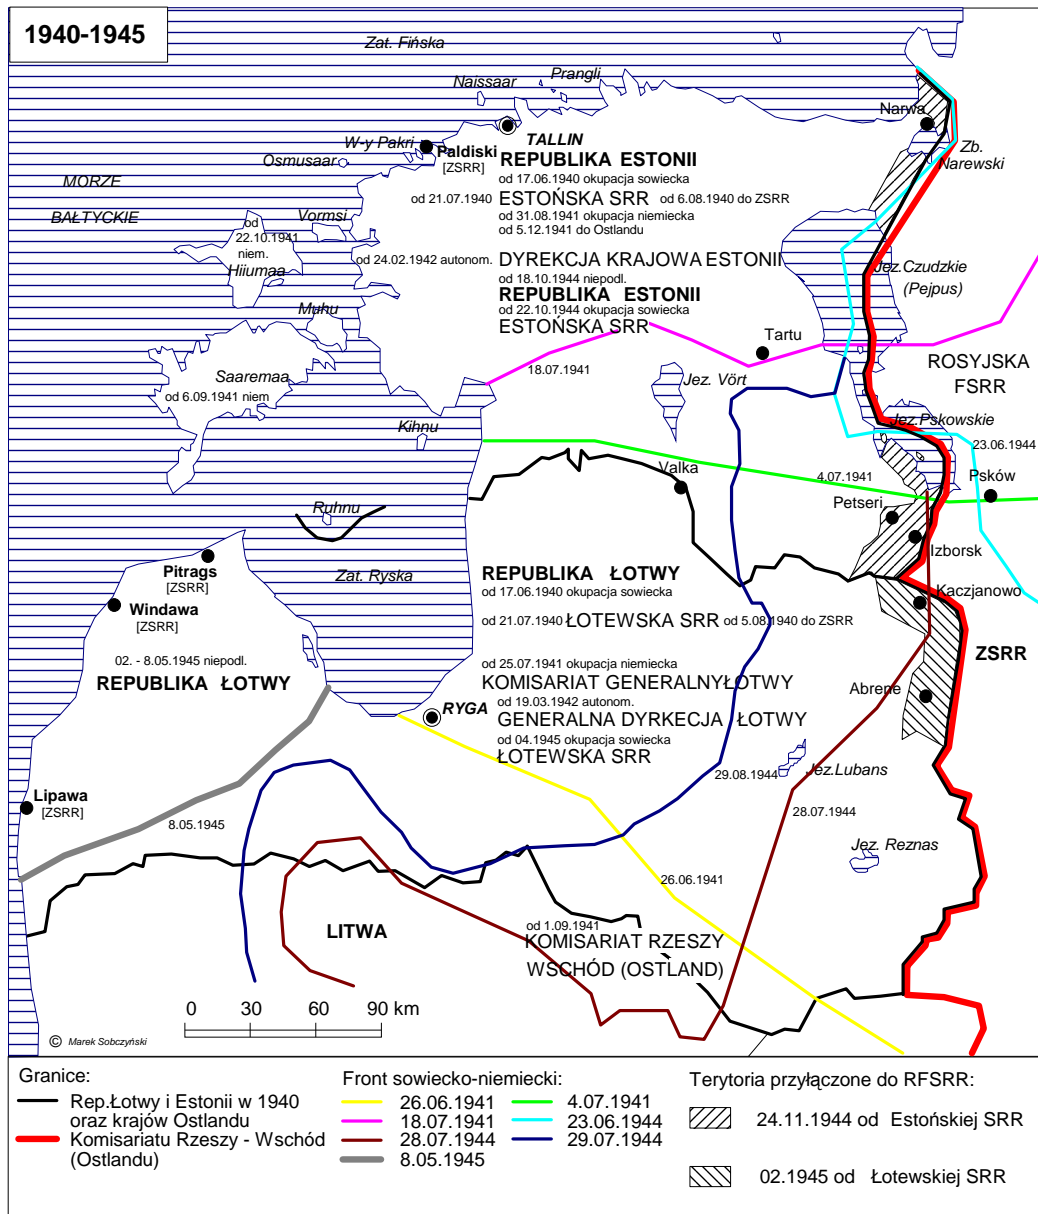 1940-1945
Zat. Fińska
Prangli
Naissaar
Narwa
TALLIN
W-y Pakri
Paldiski
[ZSRR]
Osmusaar
Zb.
Narewski
MORZE
BAŁTYCKIE
REPUBLIKA ESTONII
od 17.06.1940 okupacja sowiecka
od 21.07.1940 ESTOŃSKA SRR od 6.08.1940 do ZSRR
od 31.08.1941 okupacja niemiecka
od 5.12.1941 do Ostlandu
Vormsi
od
22.10.1941
niem.
Hiiumaa
od 24.02.1942 autonom. DYREKCJA KRAJOWA ESTONII
od 18.10.1944 niepodl.
REPUBLIKA ESTONII
od 22.10.1944 okupacja sowiecka
ESTOŃSKA SRR
Jez.Czudzkie
(Pejpus)
Muhu
Tartu
ROSYJSKA
FSRR
18.07.1941
Saaremaa
od 6.09.1941 niem
Jez. Vört
Kihnu
Jez.Pskowskie
23.06.1944
Valka
4.07.1941
Psków
Petseri
Ruhnu
Izborsk
Pitrags
[ZSRR]
Zat. Ryska
REPUBLIKA ŁOTWY
od 17.06.1940 okupacja sowiecka
Kaczjanowo
Windawa
[ZSRR]
od 21.07.1940 ŁOTEWSKA SRR od 5.08.1940 do ZSRR
02. - 8.05.1945 niepodl.
REPUBLIKA ŁOTWY
ZSRR
od 25.07.1941 okupacja niemiecka
KOMISARIAT GENERALNYŁOTWY
od 19.03.1942 autonom.
Abrene
RYGA
GENERALNA DYRKECJA ŁOTWY
od 04.1945 okupacja sowiecka
ŁOTEWSKA SRR
29.08.1944
Jez.Lubans
Lipawa
[ZSRR]
8.05.1945
28.07.1944
Jez. Reznas
26.06.1941
LITWA
od 1.09.1941
KOMISARIAT RZESZY
WSCHÓD (OSTLAND)
0 30 60 90 km
© Marek Sobczyński
Granice:
Rep.Łotwy i Estonii w 1940
oraz krajów Ostlandu
Komisariatu Rzeszy - Wschód
(Ostlandu)
Front sowiecko-niemiecki:
26.06.1941 4.07.1941
18.07.1941 23.06.1944
28.07.1944 29.07.1944
8.05.1945
Terytoria przyłączone do RFSRR:
24.11.1944 od Estońskiej SRR
02.1945 od Łotewskiej SRR